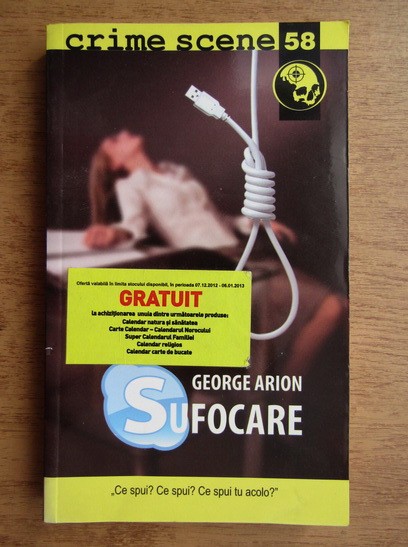 crime scene 58
Ofertă valabilă în limita stocului disponibil, în perioada 07.12.2012 - 06.01.2013
GRATUIT
la achiziționarea unuia dintre următoarele produse:
Calendar natura și sănătatea
Carte Calendar – Calendarul Norocului
Super Calendarul Familiei
Calendar religios
Calendar carte de bucate
GEORGE ARION
SUFOCARE
„Ce spui? Ce spui? Ce spui tu acolo?”